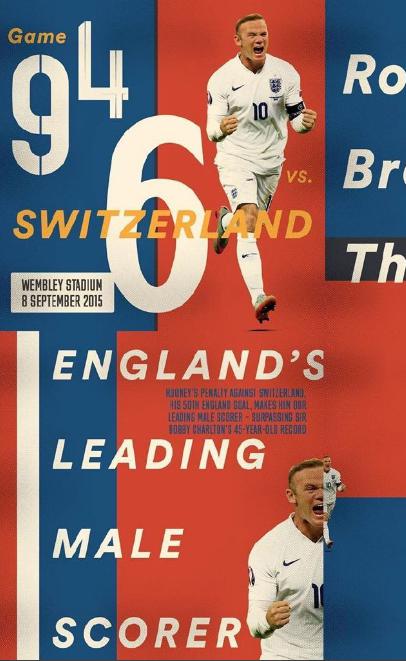 Game
94
6
vs.
SWITZERLAND
WEMBLEY STADIUN
8 SEPTEMBER 2015
10
Ro
Bre
Th
ENGLAND'S
ROONEY'S PENALTY AGAINST SWITZERLAND,
HIS 50TH ENGLAND GOAL, MAKES HIM OUR
LEADING MALE SCORER - SURPASSING SIR
BOBBY CHARLTON'S 45-YEAR-OLD RECORD
LEADING
MALE
SCORER